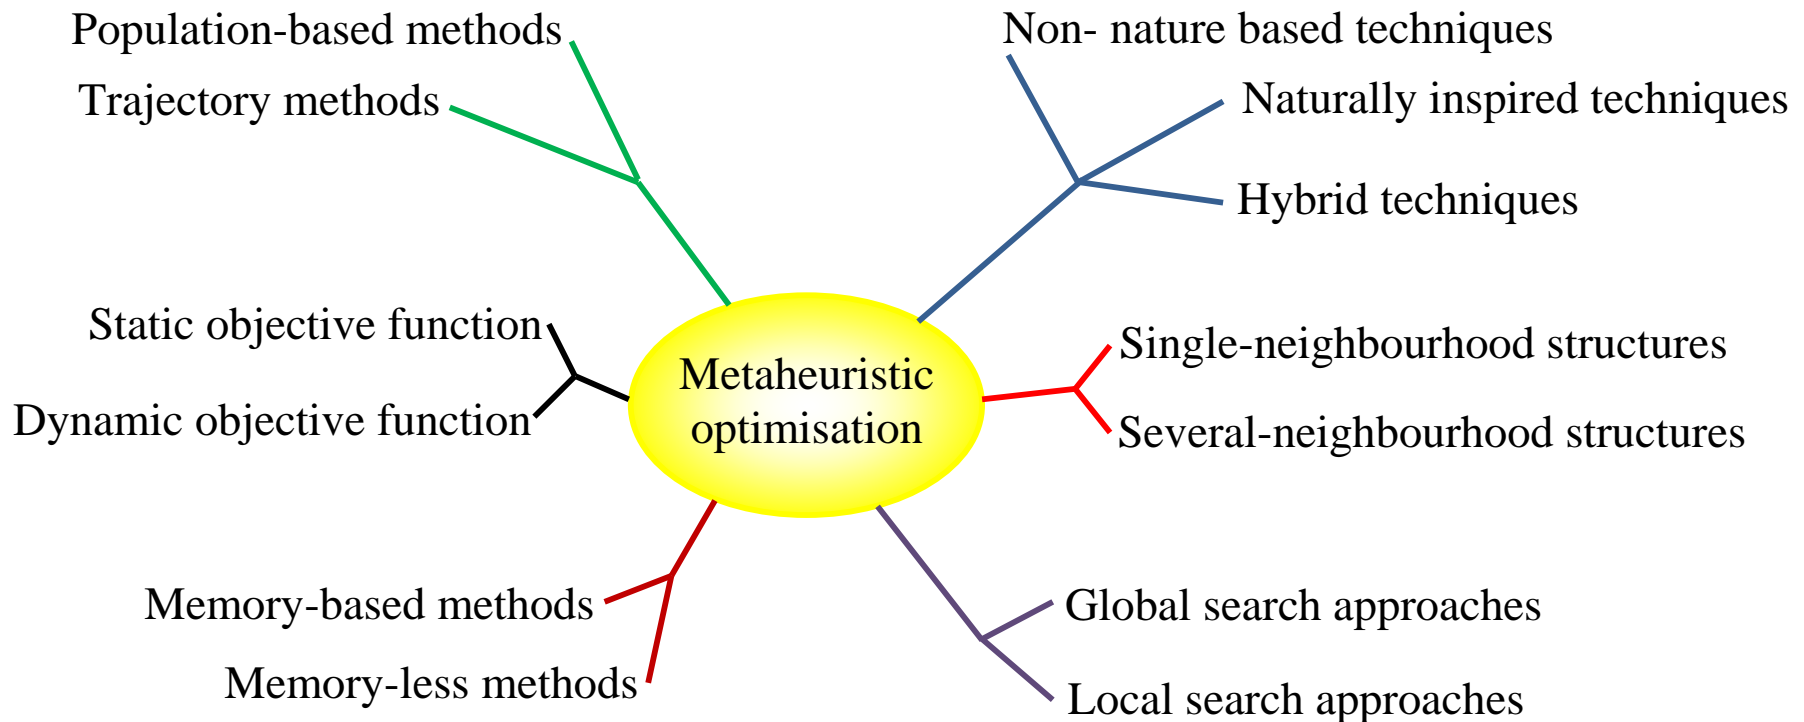 Population-based methods
Trajectory methods
Non- nature based techniques
Naturally inspired techniques
Hybrid techniques
Static objective function
Dynamic objective function
Metaheuristic
optimisation
Single-neighbourhood structures
Several-neighbourhood structures
Memory-based methods
Memory-less methods
Global search approaches
Local search approaches